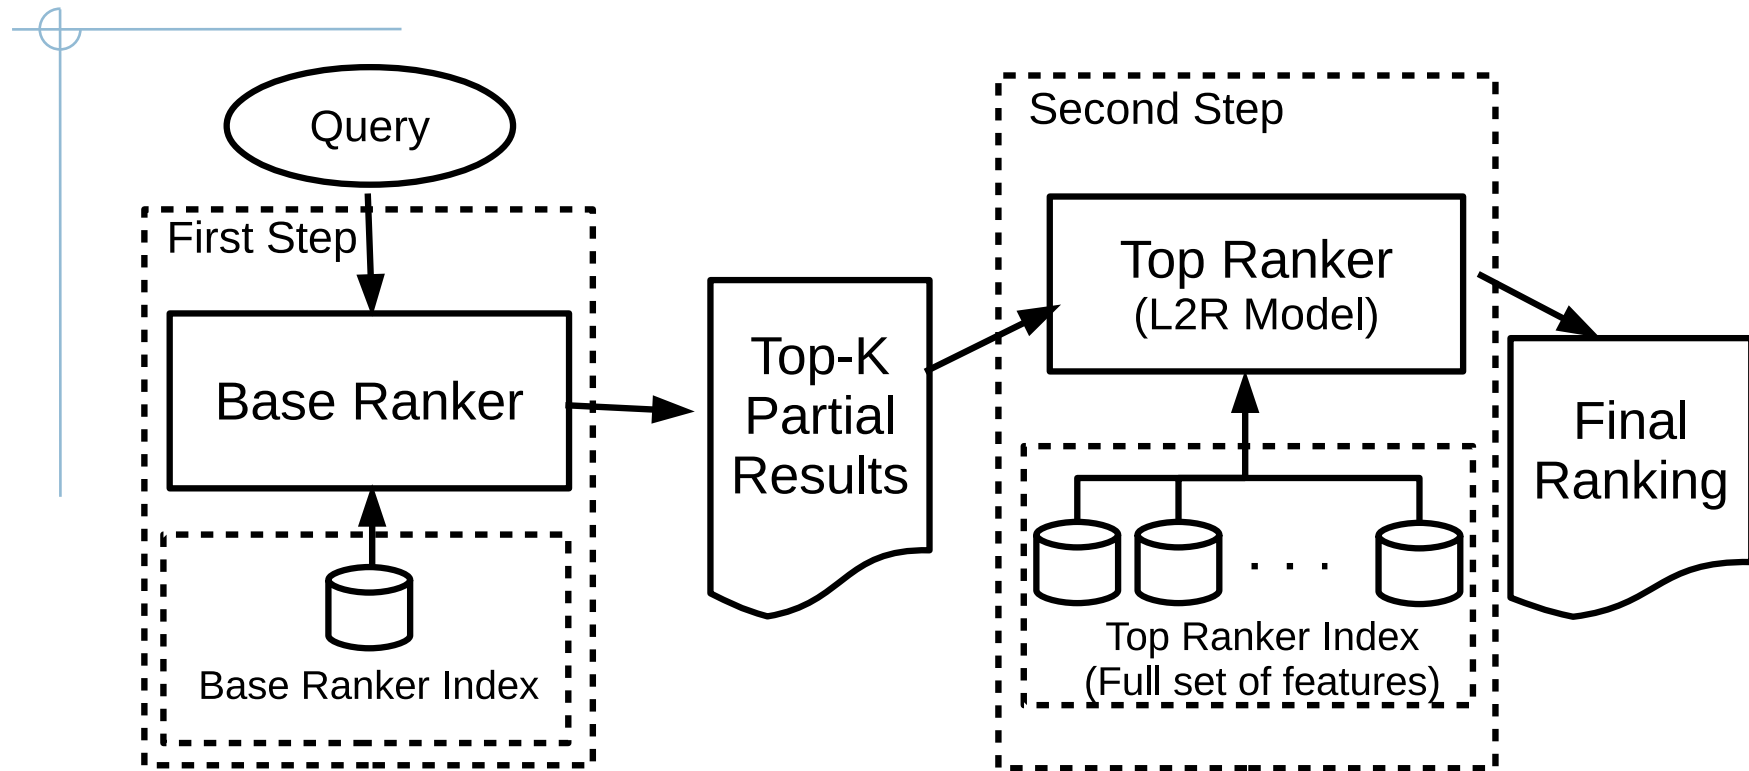 Query
First Step
Base Ranker
Base Ranker Index
Top-K
Partial
Results
Second Step
Top Ranker
(L2R Model)
. . .
Top Ranker Index
(Full set of features)
Final
Ranking